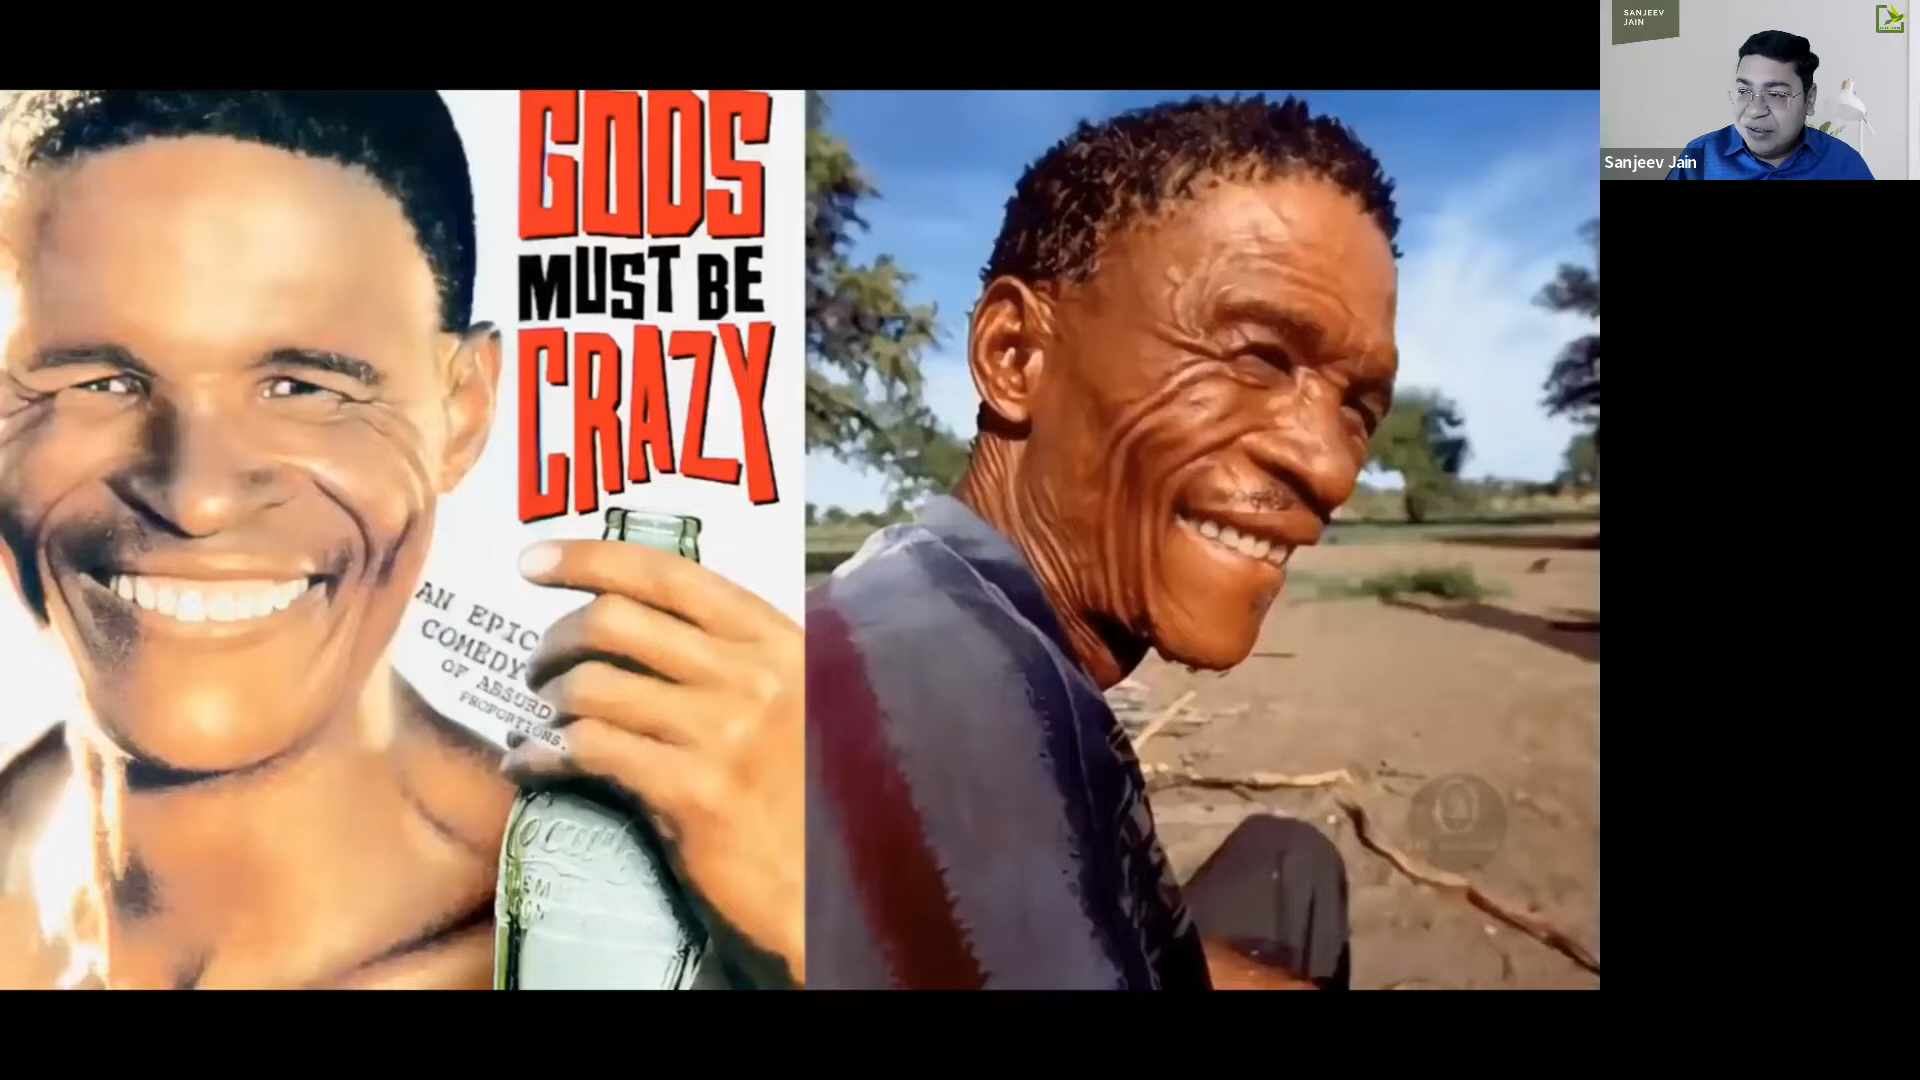 GODS
MUST BE
CRAZY
AN EPIC
COMEDY
OF ABSURD
PROPORTIONS.
SANJEEV
JAIN
Sanjeev Jain